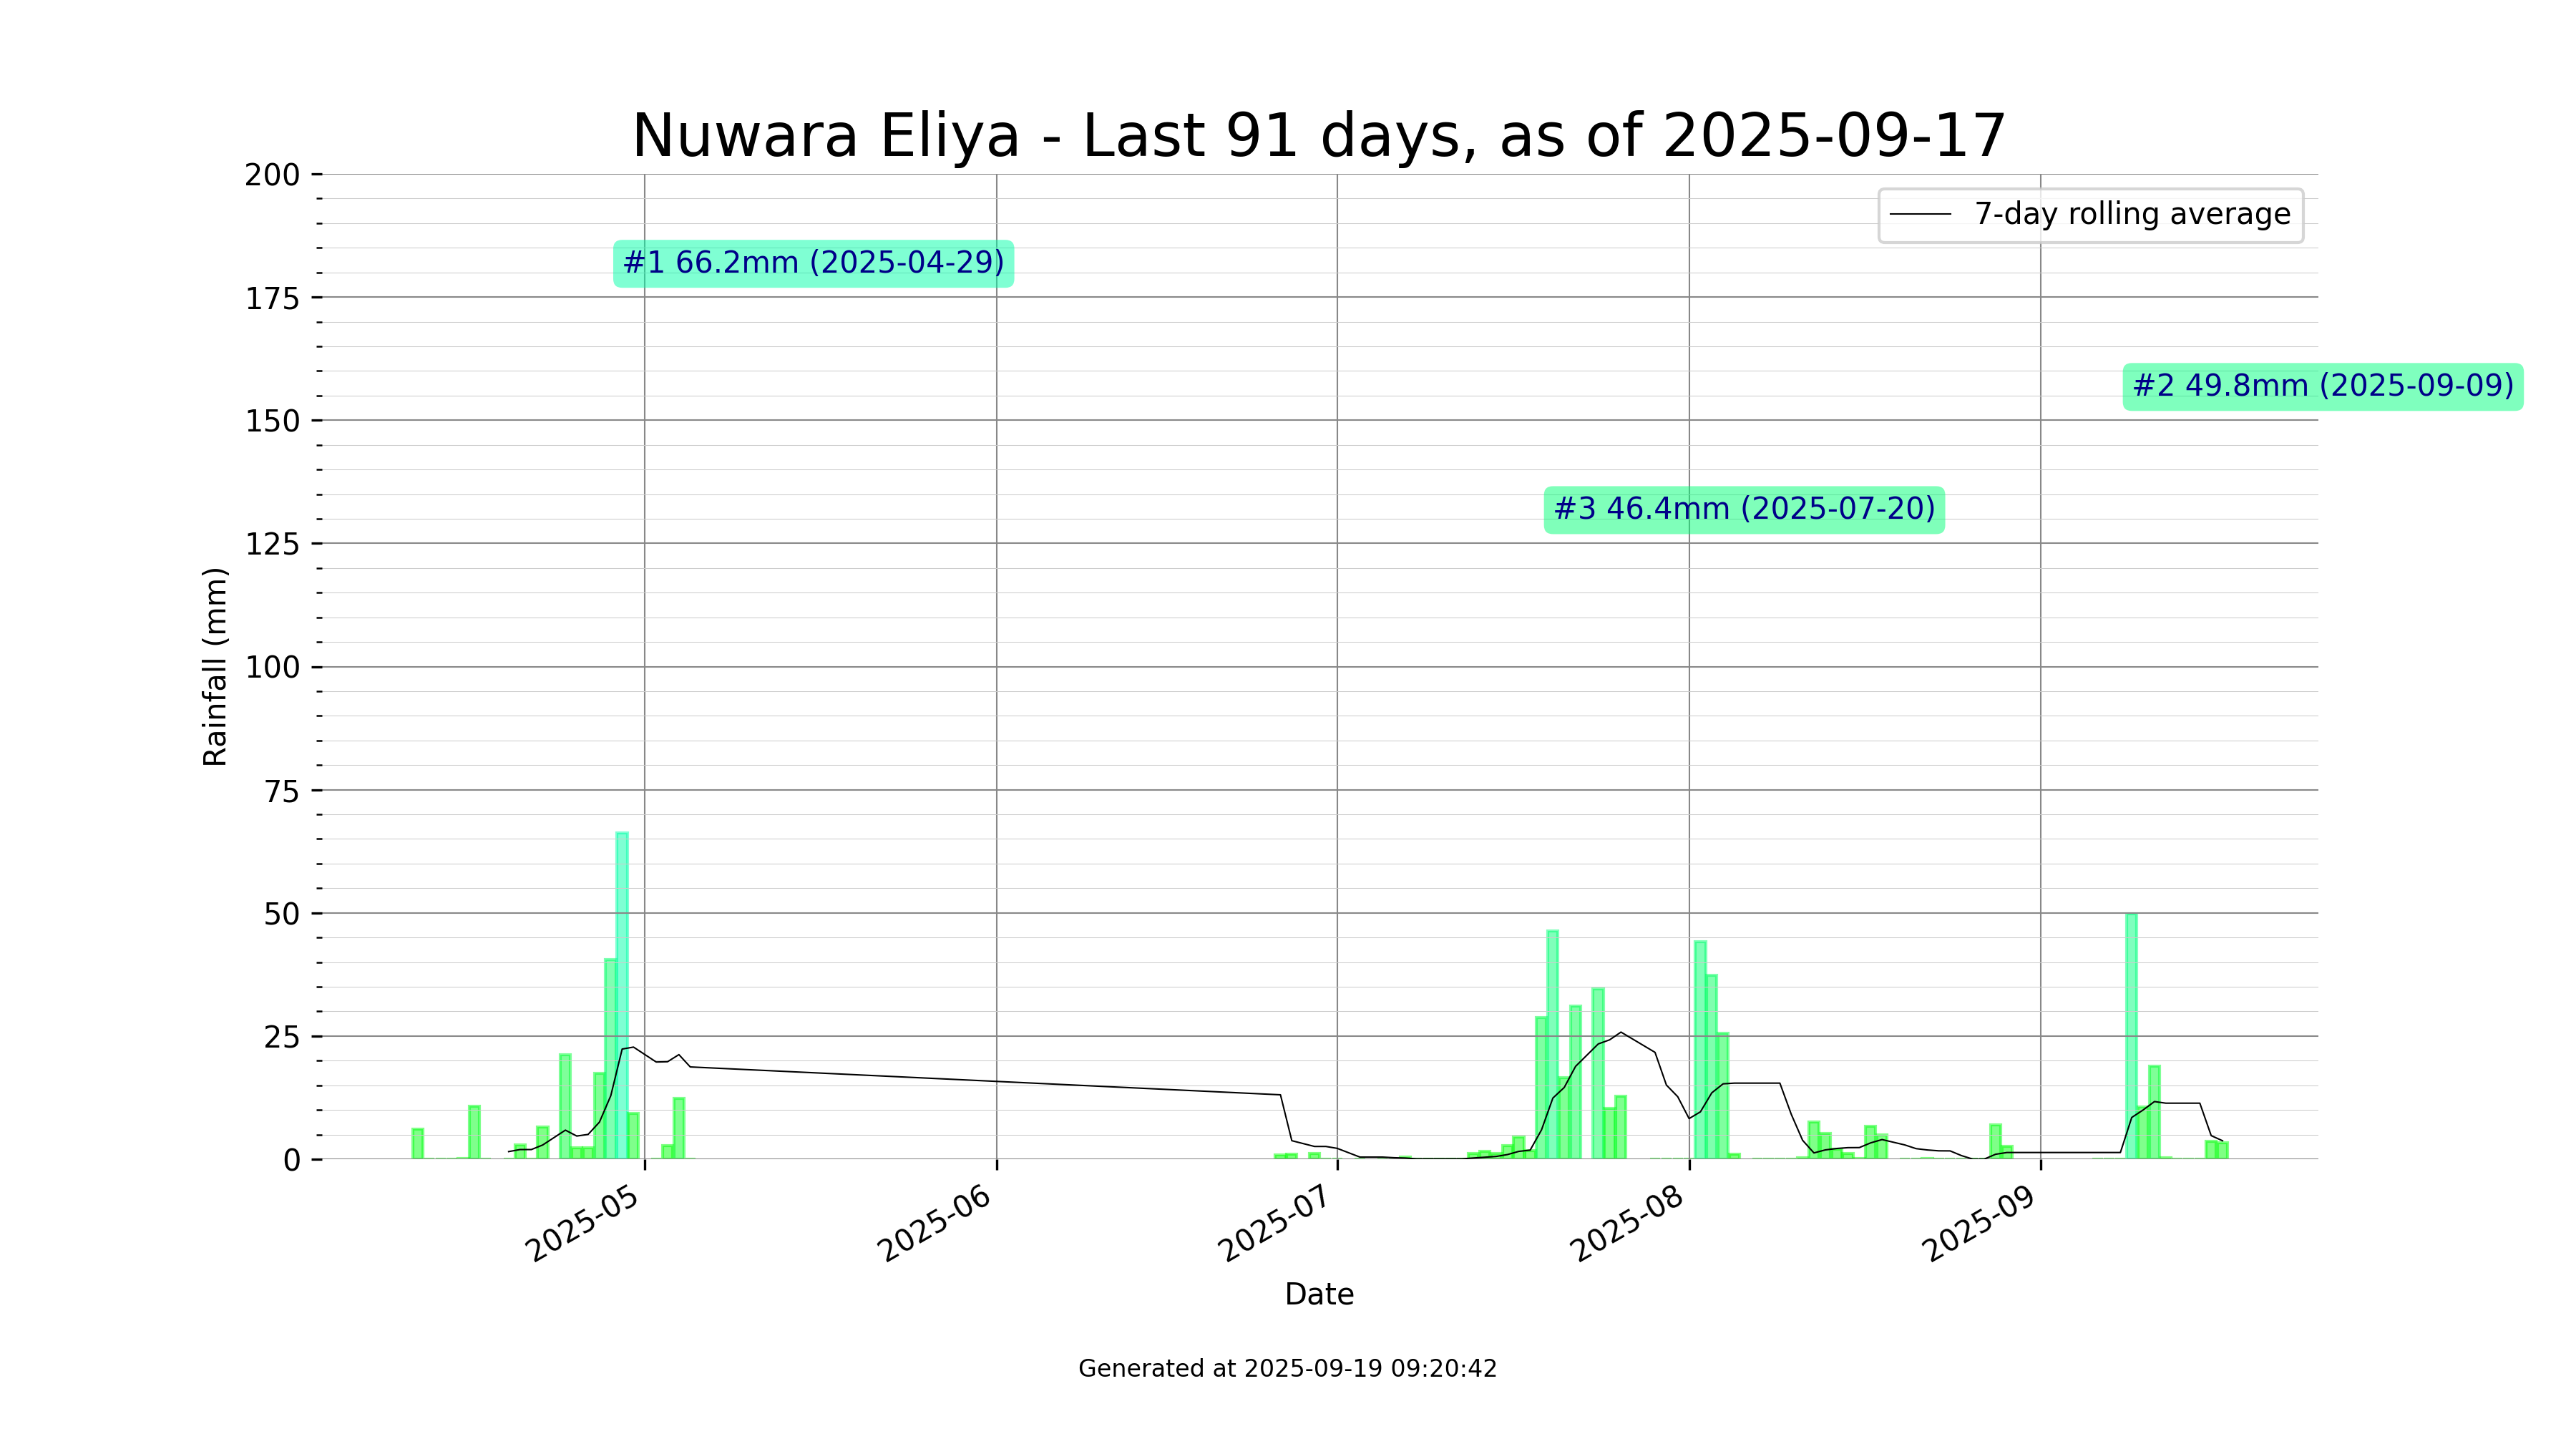 Nuwara Eliya - Last 91 days, as of 2025-09-17
200
175
150
125
100
75
50
25
0
Rainfall (mm)
7-day rolling average
#1 66.2mm (2025-04-29)
#2 49.8mm (2025-09-09)
#3 46.4mm (2025-07-20)
2025-05
2025-06
2025-07
2025-08
2025-09
Date
Generated at 2025-09-19 09:20:42